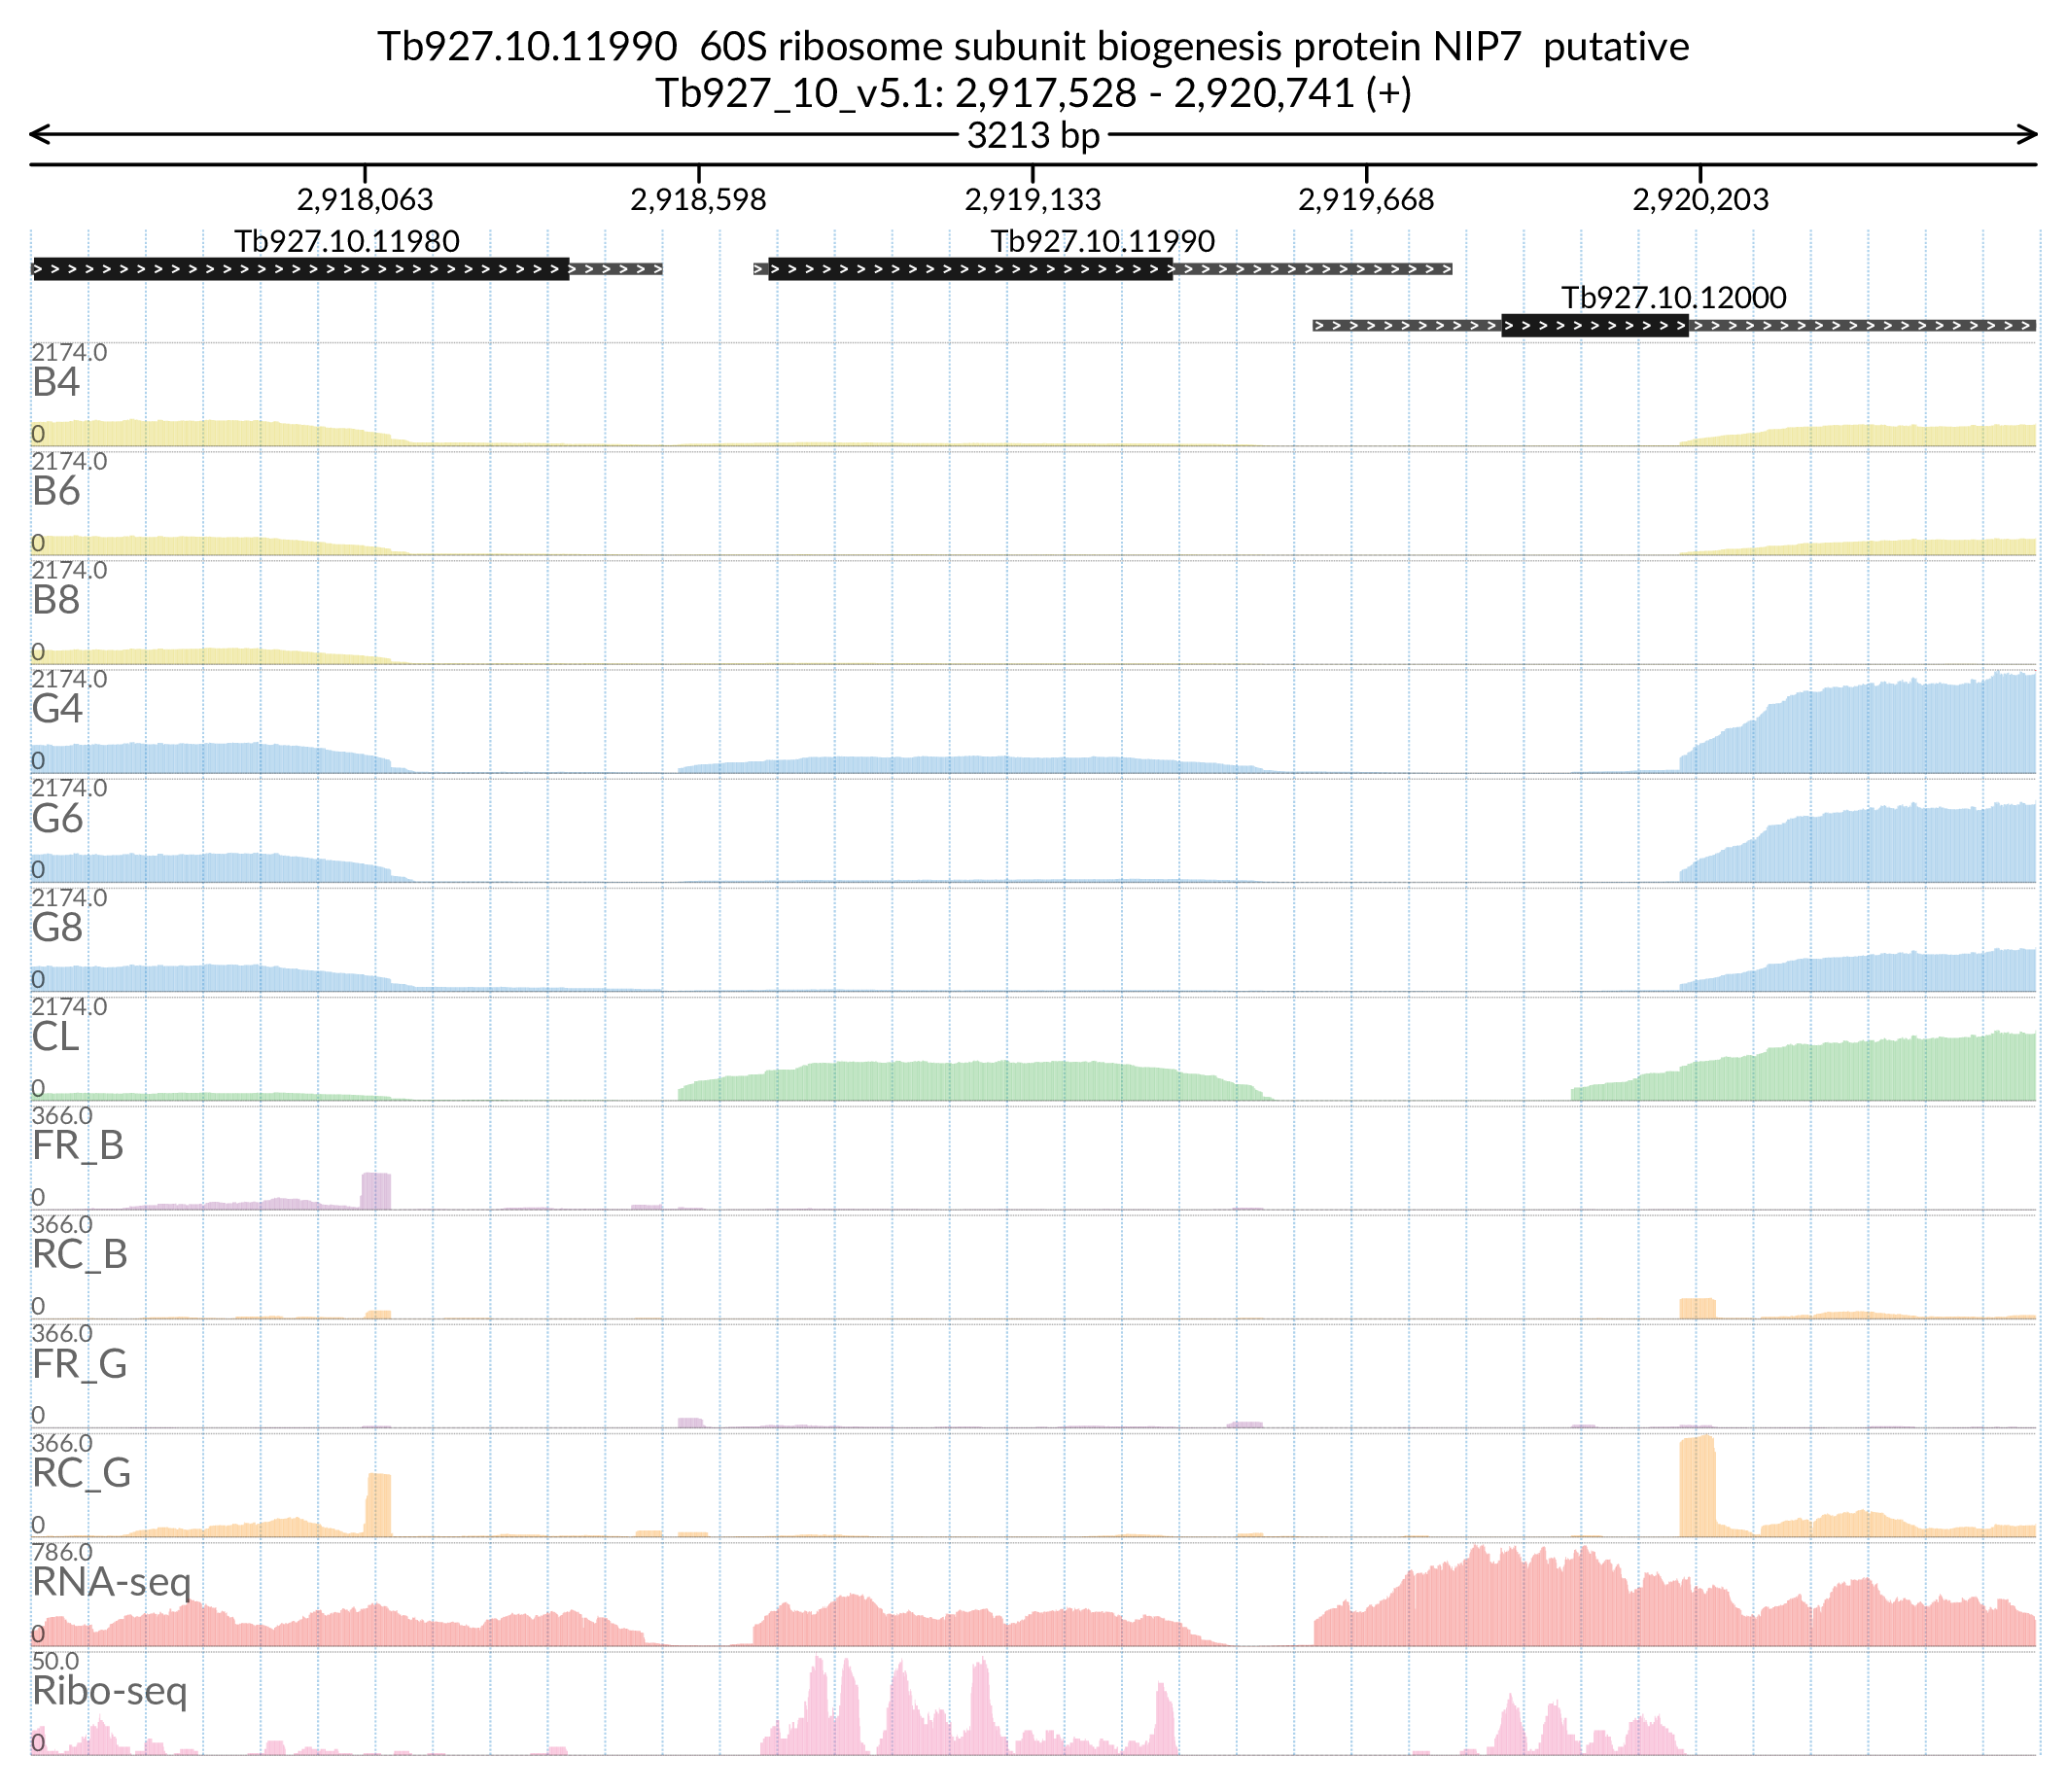 Tb927.10.11990  60S ribosome subunit biogenesis protein NIP7  putative
Tb927_10_v5.1: 2,917,528 - 2,920,741 (+)
3213 bp
2,918,063 2,918,598 2,919,133 2,919,668 2,920,203
Tb927.10.11980 Tb927.10.11990
Tb927.10.12000
2174.0
B4
0
2174.0
B6
0
2174.0
B8
0
2174.0
G4
0
2174.0
G6
0
2174.0
G8
0
2174.0
CL
0
366.0
FR_B
0
366.0
RC_B
0
366.0
FR_G
0
366.0
RC_G
0
786.0
RNA-seq
0
50.0
Ribo-seq
0